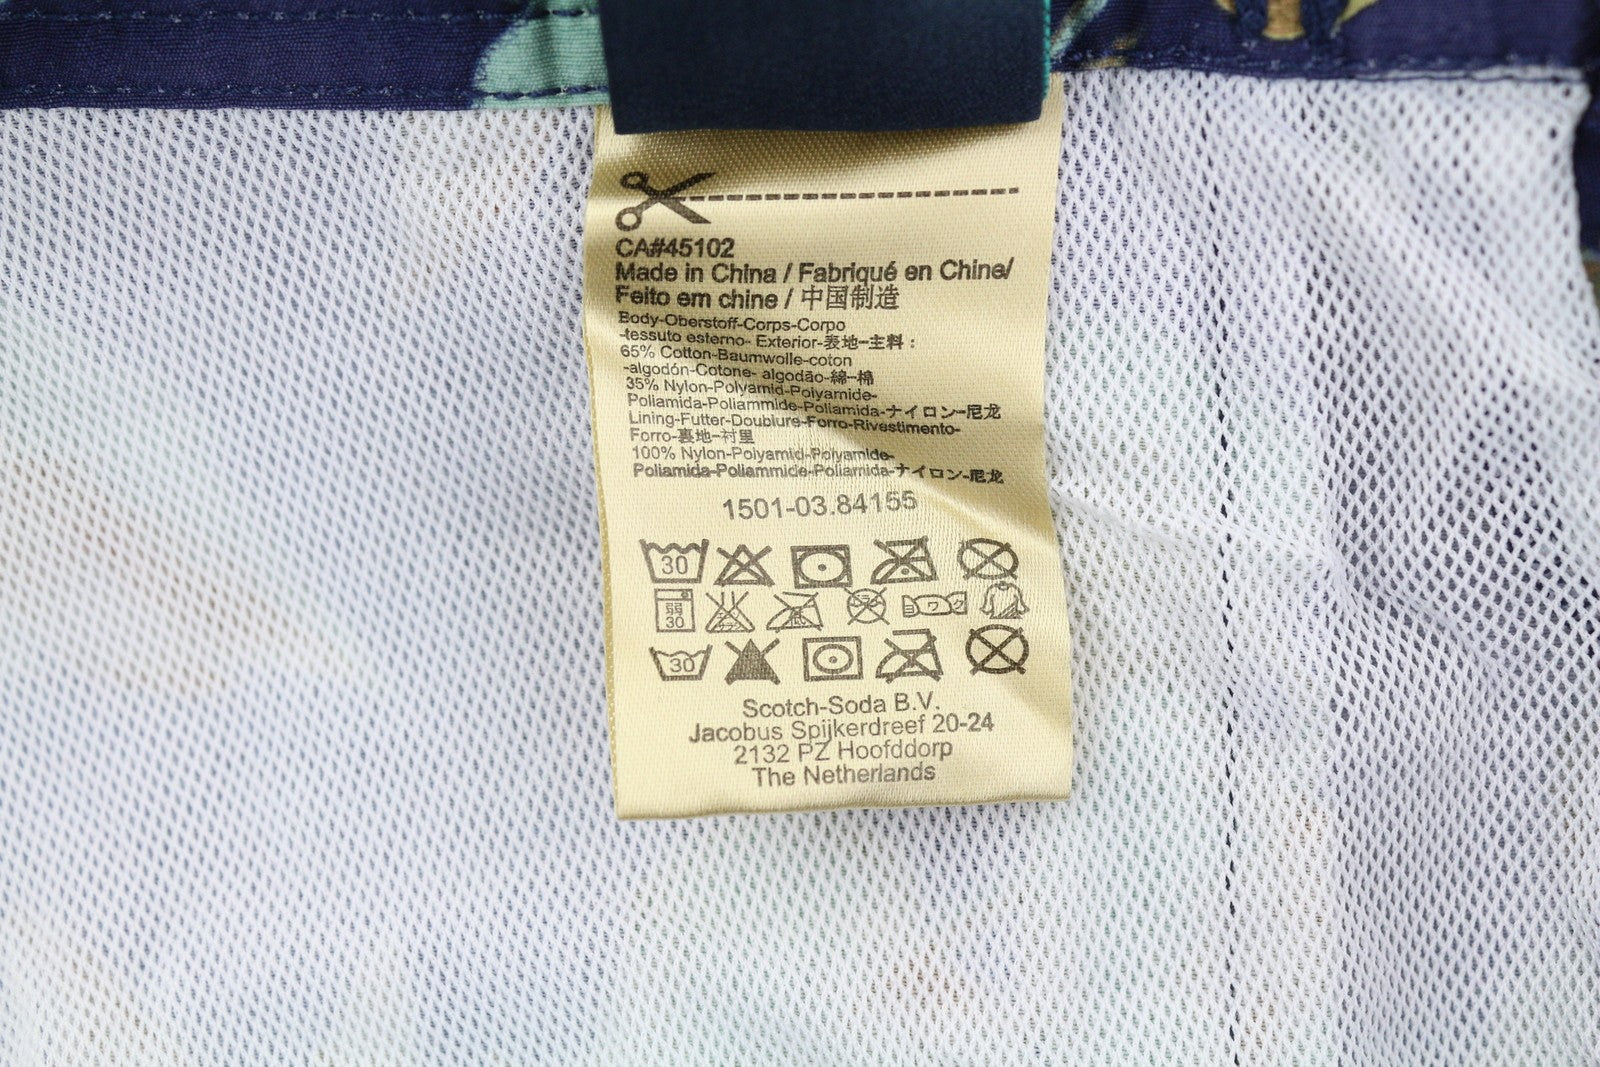 CA#45102
Made in China / Fabriqué en Chine/
Feito em chine / 中国制造
Body-Oberstoff-Corps-Corpo
-tessuto esterno- Exterior-表地-主料：
65% Cotton-Baumwolle-coton
-algodón-Cotone- algodão-綿-棉
35% Nylon-Polyamid-Polyamide-
Poliamida-Poliammide-Poliamida-ナイロン-尼龙
Lining-Futter-Doublure-Forro-Rivestimento-
Forro-裏地-衬里
100% Nylon-Polyamid-Polyamide-
Poliamida-Poliammide-Poliamida-ナイロン-尼龙
1501-03.84155
30
弱 30 低 ワク
30
Scotch-Soda B.V.
Jacobus Spijkerdreef 20-24
2132 PZ Hoofddorp
The Netherlands